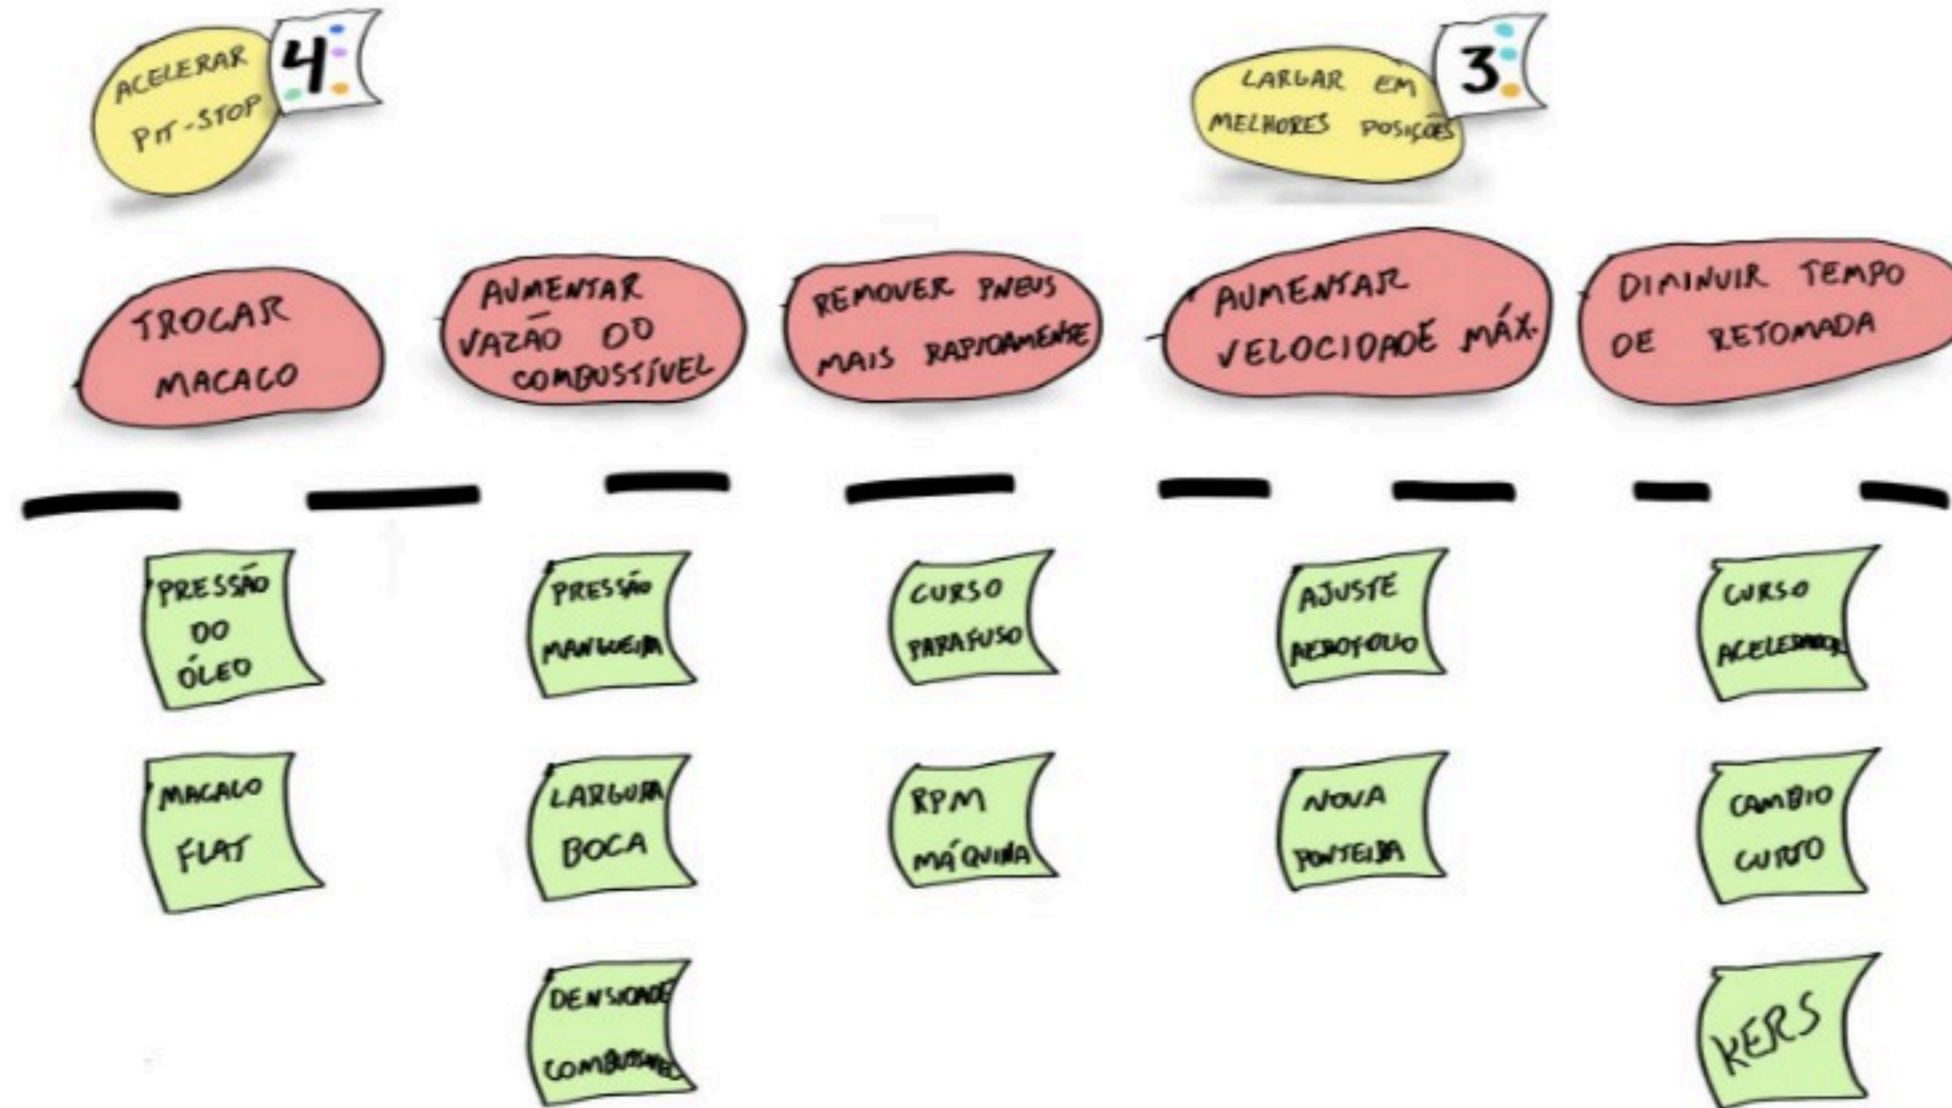 ACELERAR
PIT-STOP
4
LARGAR EM
MELHORES POSIÇÕES
3
TROCAR
MACACO
AUMENTAR
VAZÃO DO
COMBUSTÍVEL
REMOVER PNEUS
MAIS RAPIDAMENTE
AUMENTAR
VELOCIDADE MÁX.
DIMINUIR TEMPO
DE RETOMADA
PRESSÃO
DO
ÓLEO
PRESSÃO
MANGUEIRA
CURSO
PARAFUSO
AJUSTE
AEROFOLIO
CURSO
ACELERADOR
MACACO
FLAT
LARGURA
BOCA
RPM
MÁQUINA
NOVA
PONTEIRA
CAMBIO
CURTO
DENSIDADE
COMBUSTÍVEL
KERS